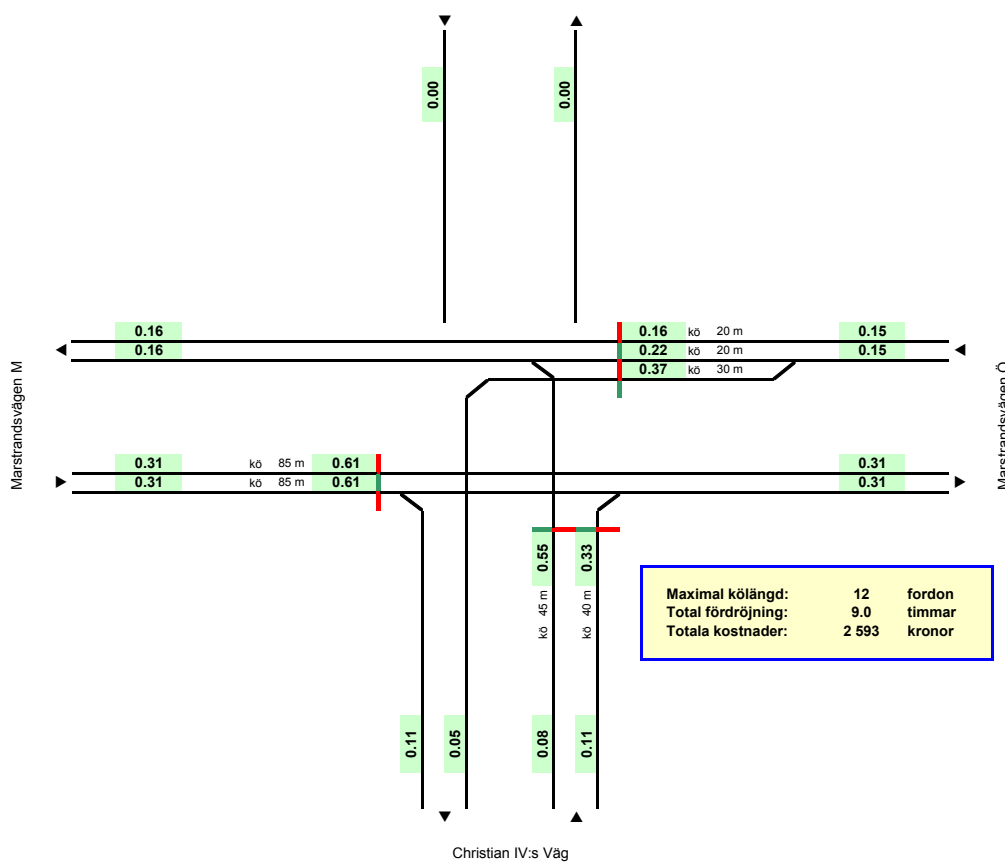 0.00 0.00
0.16 0.16 kö 20 m 0.15
0.16 0.22 kö 20 m 0.15
0.37 kö 30 m
Marstrandsvägen M
Marstrandsvägen Ö
0.31 kö 85 m 0.61 0.31
0.31 kö 85 m 0.61 0.31
0.55 0.33
kö 45 m kö 40 m
Maximal kölängd: 12 fordon
Total fördröjning: 9.0 timmar
Totala kostnader: 2 593 kronor
0.11 0.05 0.08 0.11
Christian IV:s Väg